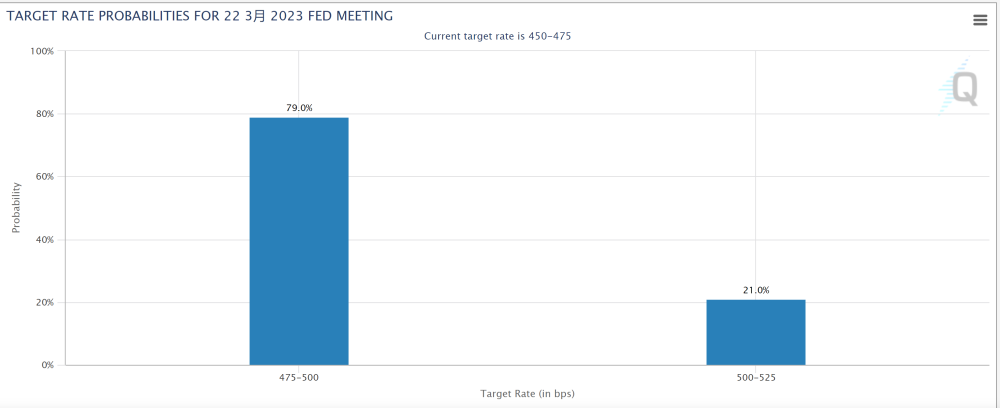 TARGET RATE PROBABILITIES FOR 22 3月 2023 FED MEETING
Current target rate is 450-475
100%
80%
60%
40%
20%
0%
Probability
79.0%
21.0%
475-500
500-525
Target Rate (in bps)
Q